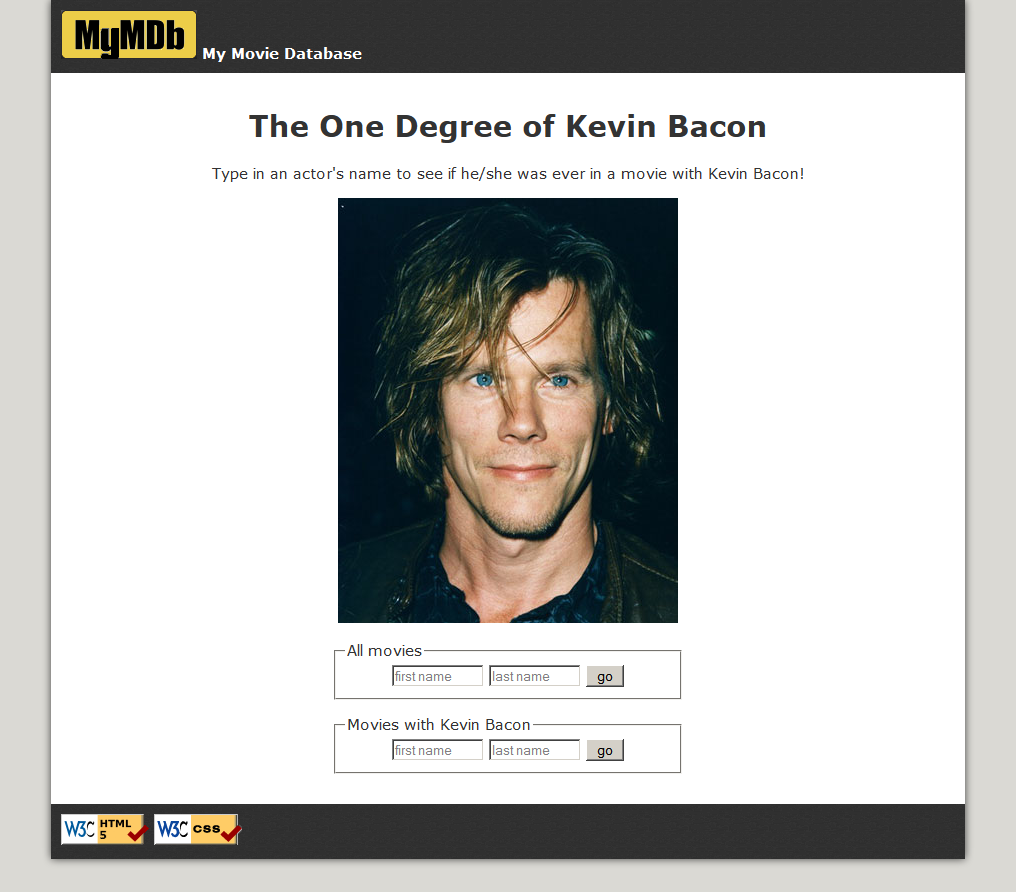 MyMDb My Movie Database
The One Degree of Kevin Bacon
Type in an actor's name to see if he/she was ever in a movie with Kevin Bacon!
All movies
first name last name go
Movies with Kevin Bacon
first name last name go
W3C HTML 5 W3C CSS